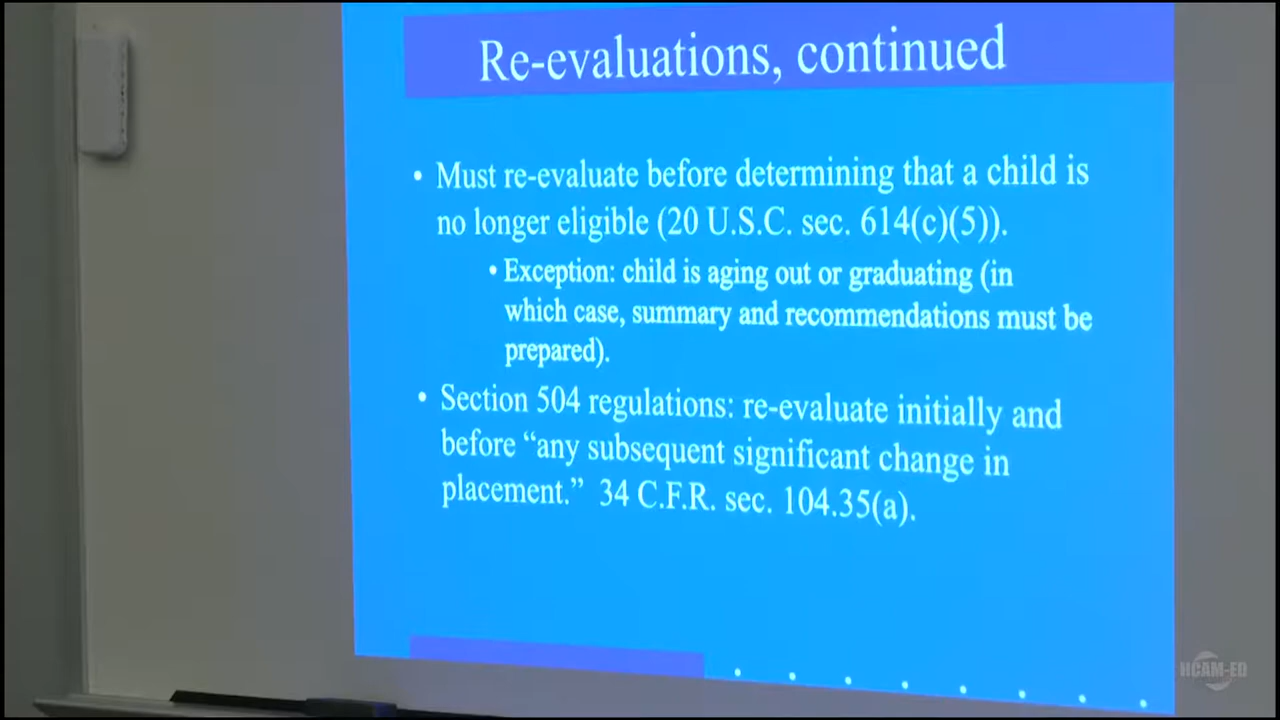 Re-evaluations, continued
• Must re-evaluate before determining that a child is
no longer eligible (20 U.S.C. sec. 614(c)(5)).
• Exception: child is aging out or graduating (in
which case, summary and recommendations must be
prepared).
• Section 504 regulations: re-evaluate initially and
before “any subsequent significant change in
placement.” 34 C.F.R. sec. 104.35(a).
HCAM-ED